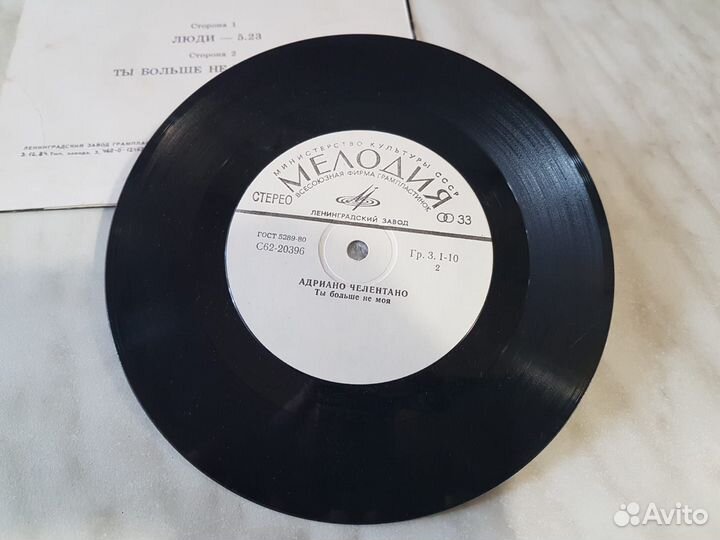 Сторона 1
ЛЮДИ — 5.23
Сторона 2
ТЫ БОЛЬШЕ НЕ
ЛЕНИНГРАДСКИЙ ЗАВОД ГРАМПЛАС
МИНИСТЕРСТВО КУЛЬТУРЫ СССР
МЕЛОДИЯ
ВСЕСОЮЗНАЯ ФИРМА ГРАМПЛАСТИНОК
СТЕРЕО
33
ЛЕНИНГРАДСКИЙ ЗАВОД
ГОСТ 5289-80
С62-20396
Гр. 3. 1-10
2
АДРИАНО ЧЕЛЕНТАНО
Ты больше не моя
Avito